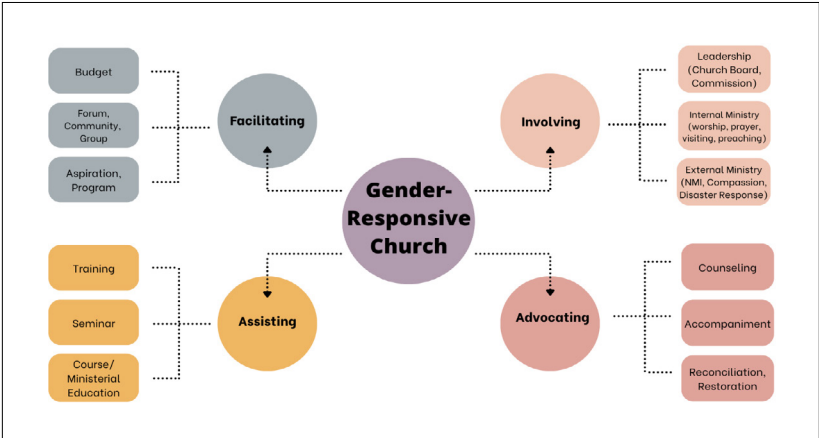 Gender-
Responsive
Church
Facilitating
Budget
Forum,
Community,
Group
Aspiration,
Program
Involving
Leadership
(Church Board,
Commission)
Internal Ministry
(worship, prayer,
visiting, preaching)
External Ministry
(NMI, Compassion,
Disaster Response)
Assisting
Training
Seminar
Course/
Ministerial
Education
Advocating
Counseling
Accompaniment
Reconciliation,
Restoration